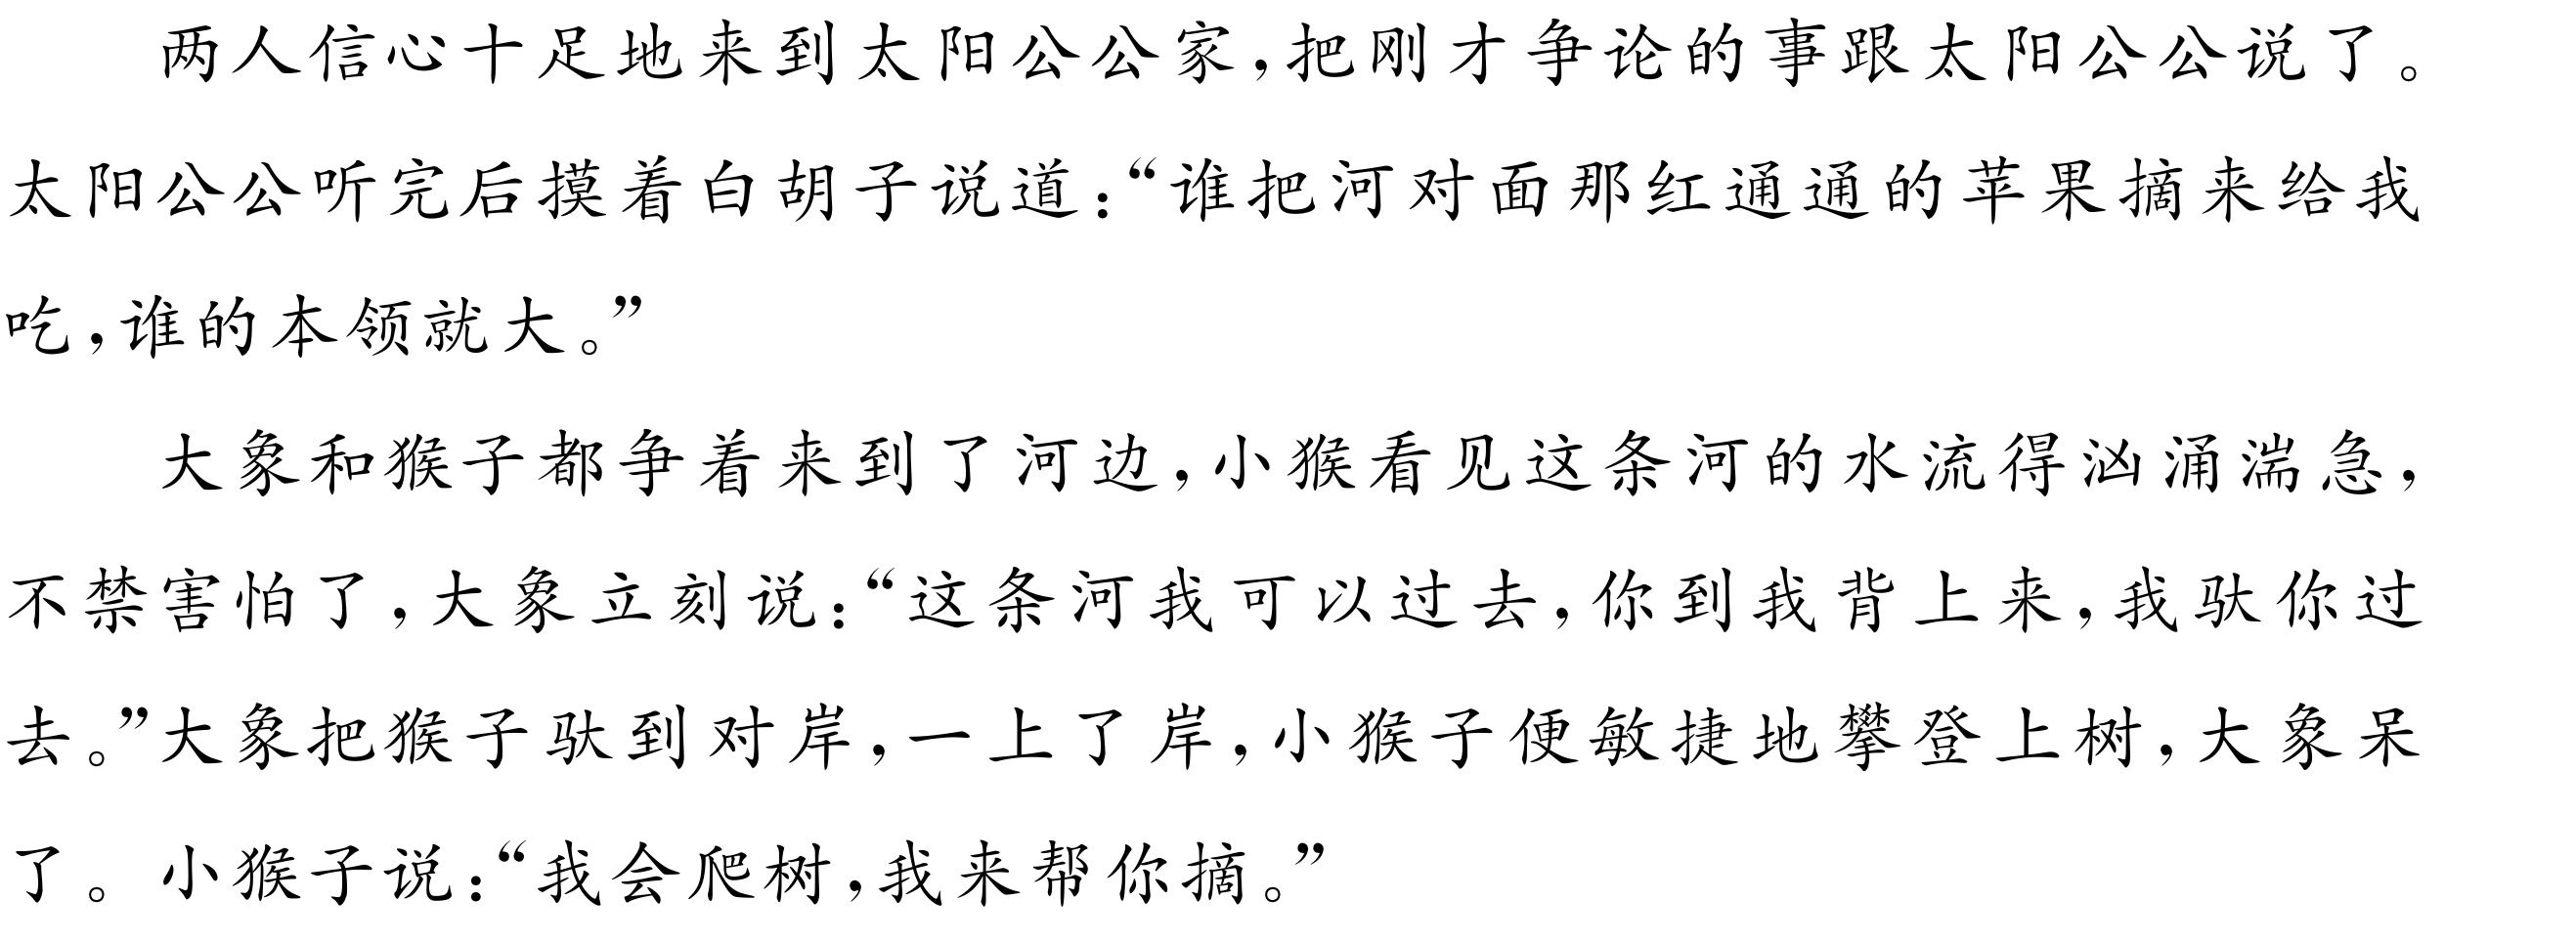 两人信心十足地来到太阳公公家,把刚才争论的事跟太阳公公说了。
太阳公公听完后摸着白胡子说道:“谁把河对面那红通通的苹果摘来给我
吃,谁的本领就大。”
大象和猴子都争着来到了河边,小猴看见这条河的水流得汹涌湍急,
不禁害怕了,大象立刻说:“这条河我可以过去,你到我背上来,我驮你过
去。”大象把猴子驮到对岸,一上了岸,小猴子便敏捷地攀登上树,大象呆
了。小猴子说:“我会爬树,我来帮你摘。”